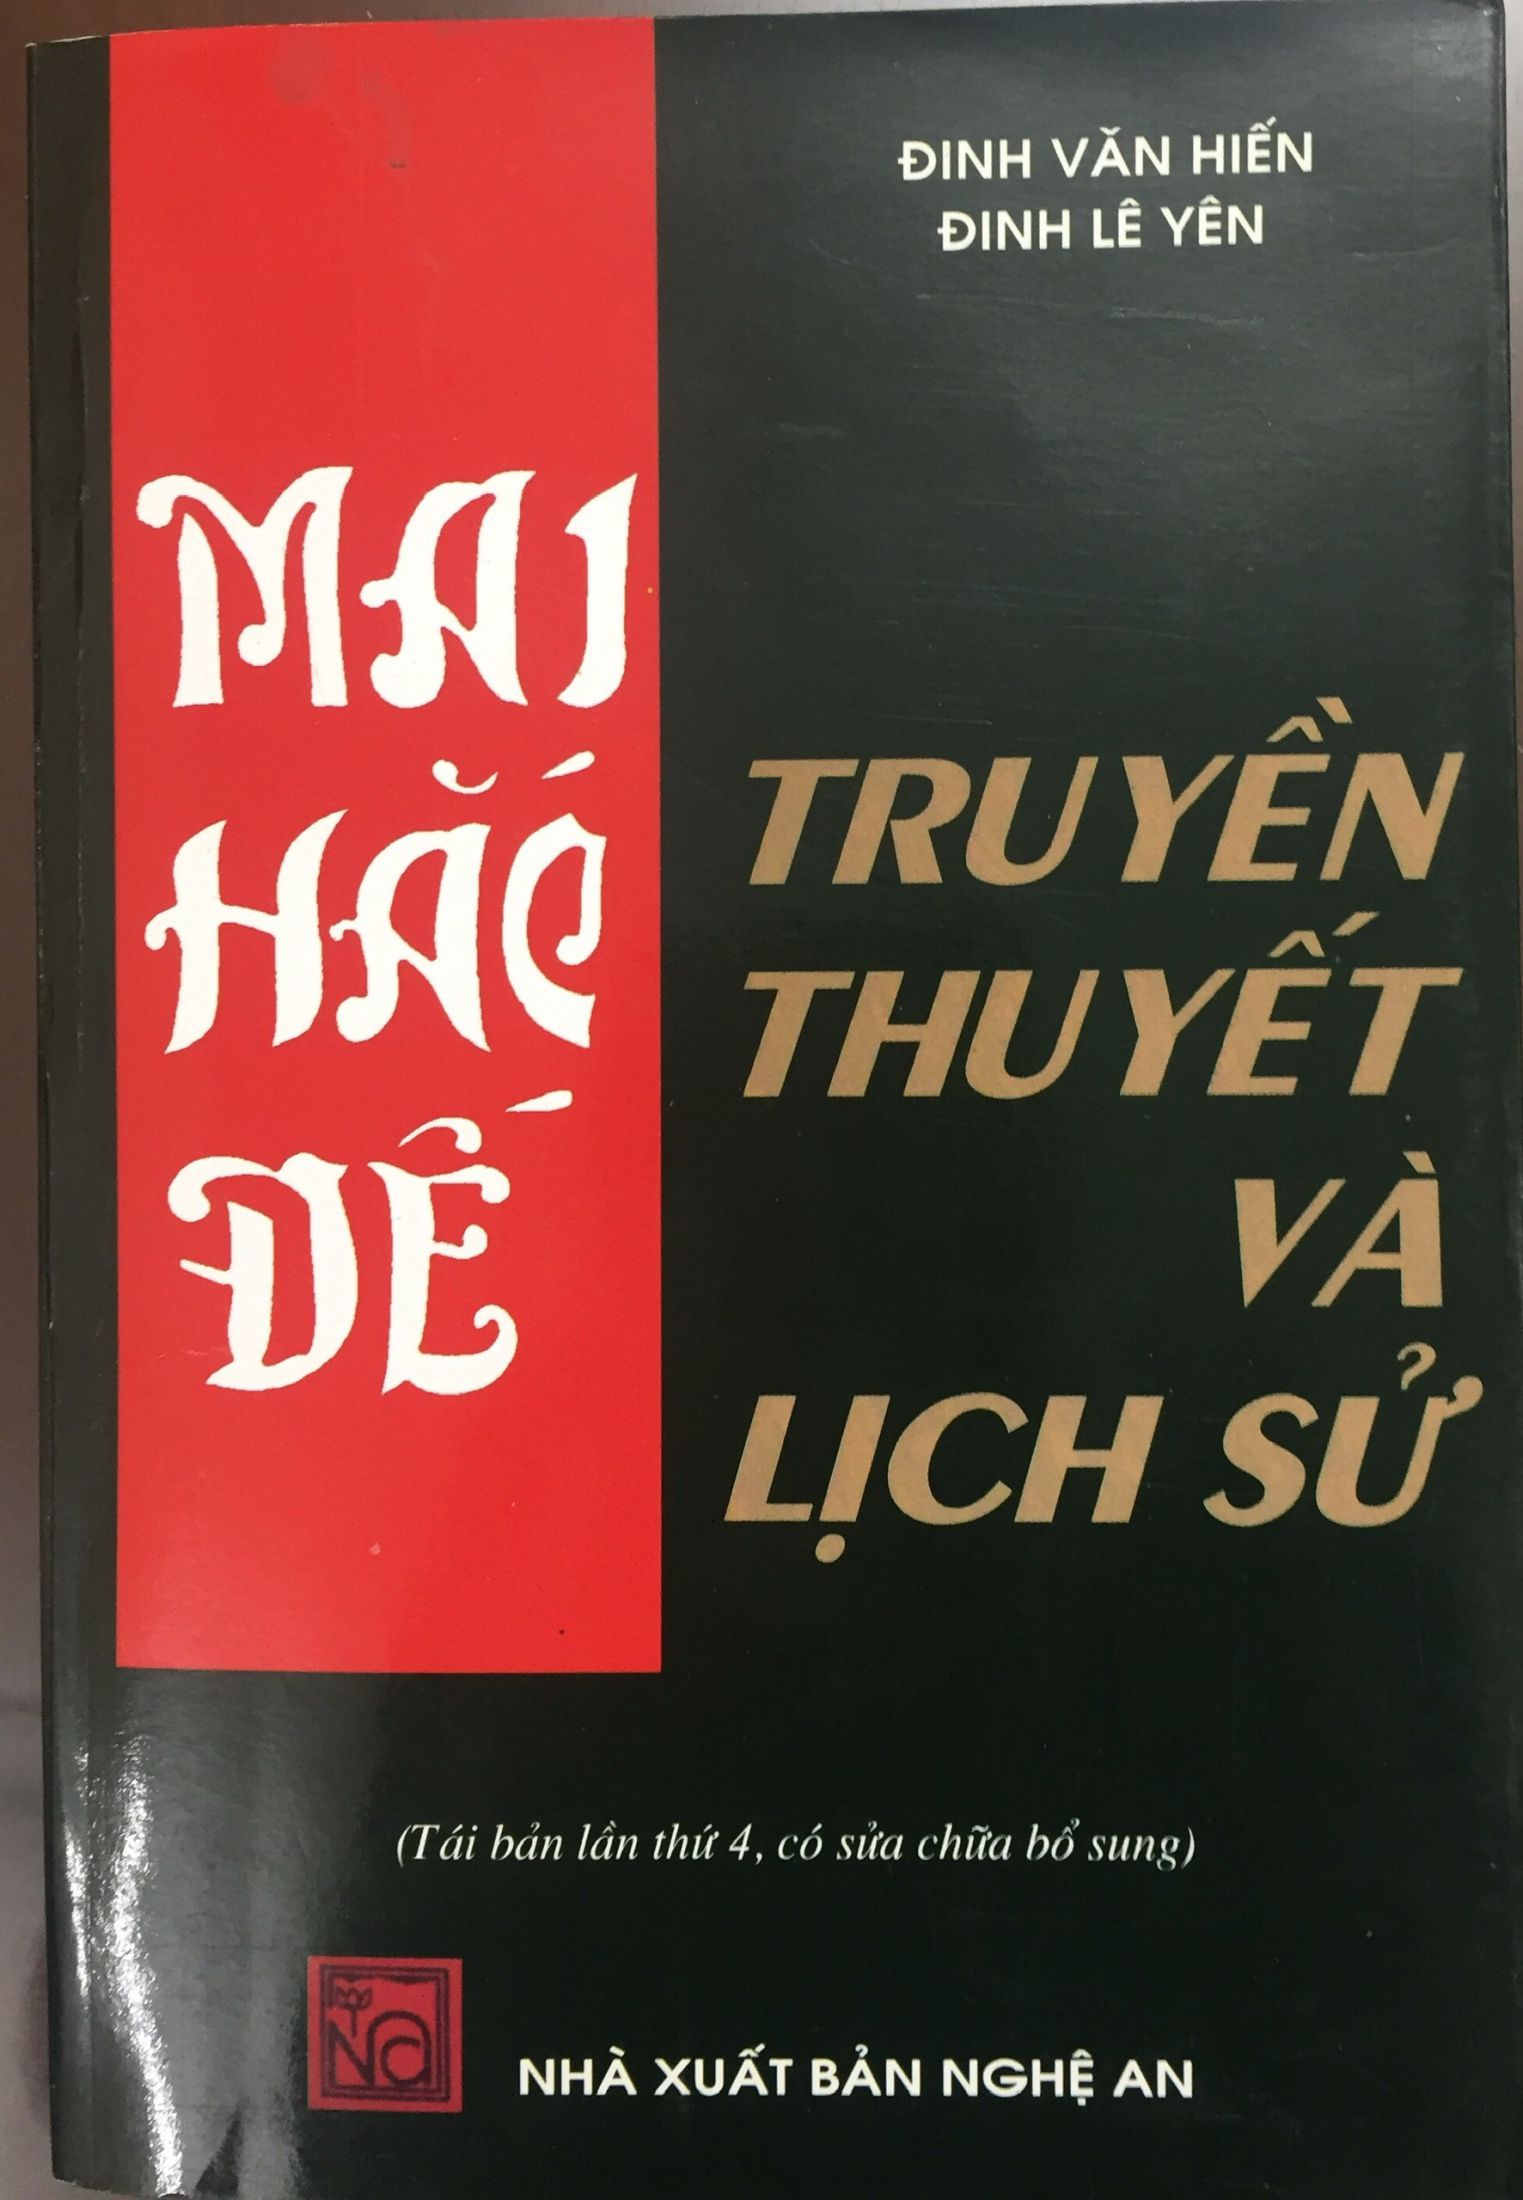 ĐINH VĂN HIẾN
ĐINH LÊ YÊN
MAI
HẮC
ĐẾ
TRUYỀN
THUYẾT
VÀ
LỊCH SỬ
(Tái bản lần thứ 4, có sửa chữa bổ sung)
NA
NHÀ XUẤT BẢN NGHỆ AN